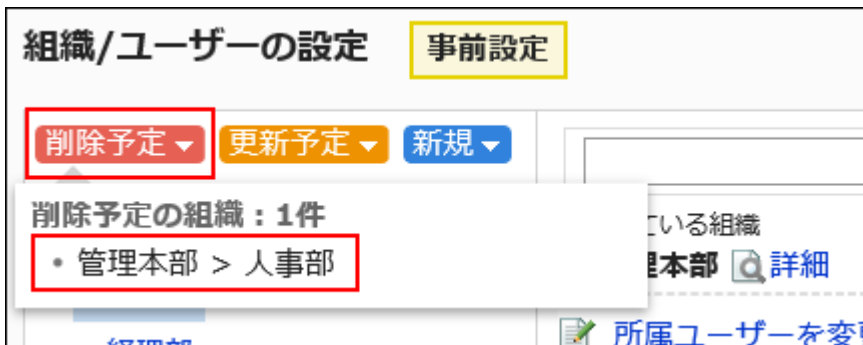 組織/ユーザーの設定 事前設定
削除予定 更新予定 新規
削除予定の組織:1件
• 管理本部 > 人事部
ている組織
本部 詳細
所属ユーザーを変